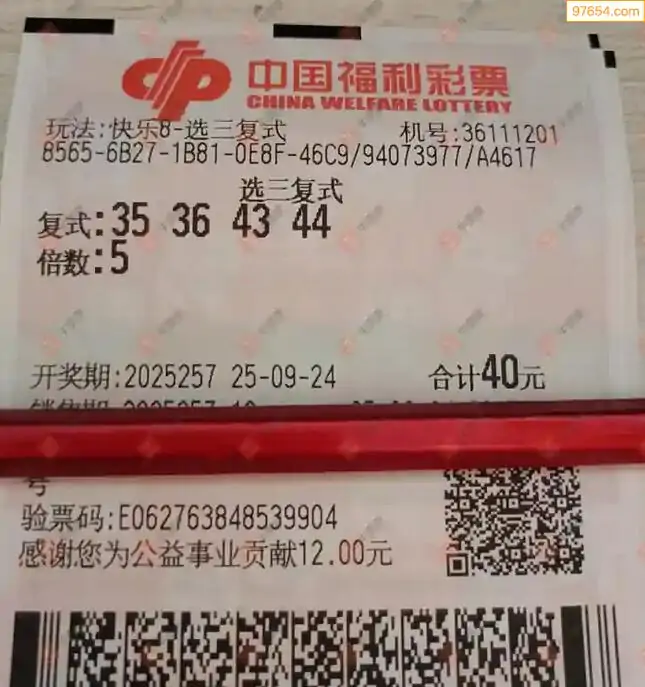 97654.com
中国福利彩票
CHINA WELFARE LOTTERY
玩法:快乐8-选三复式 机号:36111201
8565-6B27-1B81-0E8F-46C9/94073977/A4617
选三复式
复式:35 36 43 44
倍数:5
开奖期:2025257 25-09-24 合计40元
号
验票码:E062763848539904
感谢您为公益事业贡献12.00元